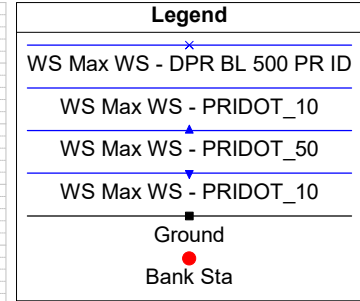 Legend
WS Max WS - DPR BL 500 PR ID
WS Max WS - PRIDOT_10
WS Max WS - PRIDOT_50
WS Max WS - PRIDOT_10
Ground
Bank Sta